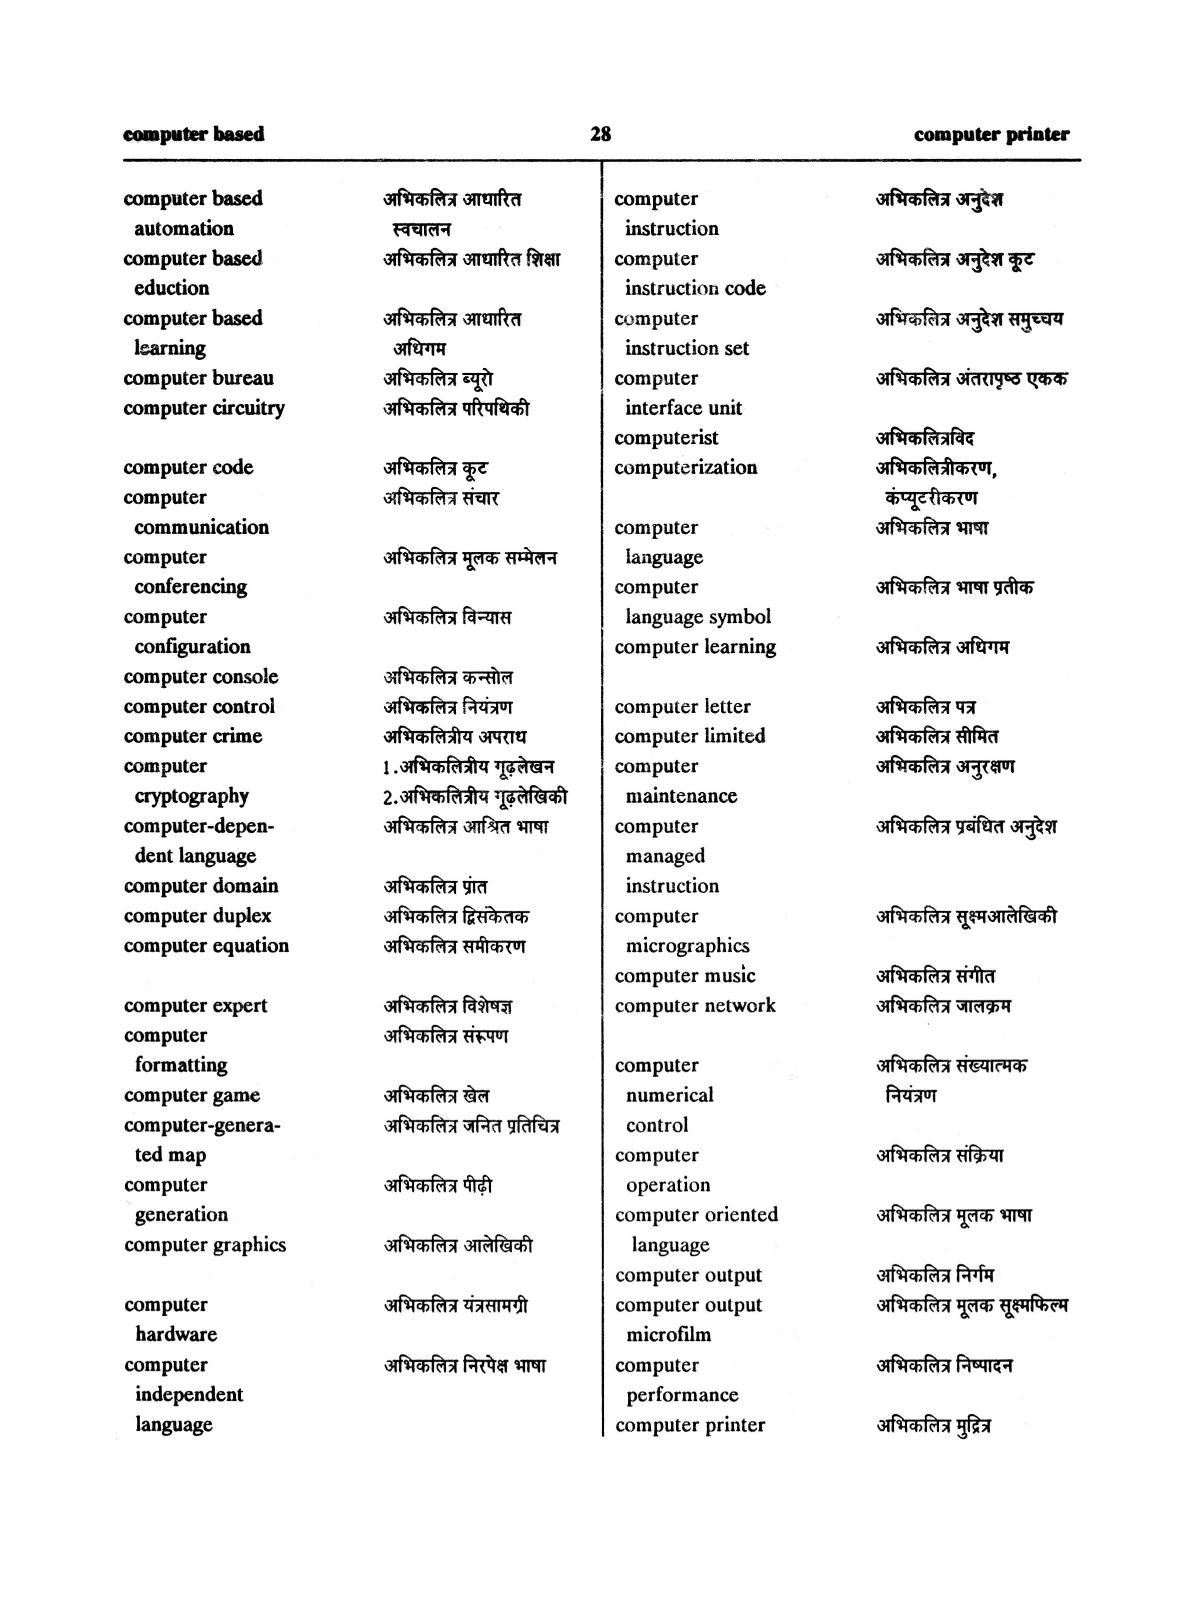 computer based 28 computer printer
computer based अभिकलित्र आधारित
automation स्वचालन
computer based अभिकलित्र आधारित शिक्षा
eduction
computer based अभिकलित्र आधारित
learning अधिगम
computer bureau अभिकलित्र ब्यूरो
computer circuitry अभिकलित्र परिपथिकी
computer code अभिकलित्र कूट
computer अभिकलित्र संचार
communication
computer अभिकलित्र मूलक सम्मेलन
conferencing
computer अभिकलित्र विन्यास
configuration
computer console अभिकलित्र कन्सोल
computer control अभिकलित्र नियंत्रण
computer crime अभिकलित्रीय अपराध
computer 1.अभिकलित्रीय गूढ़लेखन
cryptography 2.अभिकलित्रीय गूढ़लेखिकी
computer-depen- अभिकलित्र आश्रित भाषा
dent language
computer domain अभिकलित्र प्रांत
computer duplex अभिकलित्र द्विसंकेतक
computer equation अभिकलित्र समीकरण
computer expert अभिकलित्र विशेषज्ञ
computer अभिकलित्र संरूपण
formatting
computer game अभिकलित्र खेल
computer-genera- अभिकलित्र जनित प्रतिचित्र
ted map
computer अभिकलित्र पीढ़ी
generation
computer graphics अभिकलित्र आलेखिकी
computer अभिकलित्र यंत्रसामग्री
hardware
computer अभिकलित्र निरपेक्ष भाषा
independent
language
computer अभिकलित्र अनुदेश
instruction
computer अभिकलित्र अनुदेश कूट
instruction code
computer अभिकलित्र अनुदेश समुच्चय
instruction set
computer अभिकलित्र अंतरापृष्ठ एकक
interface unit
computerist अभिकलित्रविद
computerization अभिकलित्रीकरण,
कंप्यूटरीकरण
computer अभिकलित्र भाषा
language
computer अभिकलित्र भाषा प्रतीक
language symbol
computer learning अभिकलित्र अधिगम
computer letter अभिकलित्र पत्र
computer limited अभिकलित्र सीमित
computer अभिकलित्र अनुरक्षण
maintenance
computer अभिकलित्र प्रबंधित अनुदेश
managed
instruction
computer अभिकलित्र सूक्ष्मआलेखिकी
micrographics
computer music अभिकलित्र संगीत
computer network अभिकलित्र जालक्रम
computer अभिकलित्र संख्यात्मक
numerical नियंत्रण
control
computer अभिकलित्र संक्रिया
operation
computer oriented अभिकलित्र मूलक भाषा
language
computer output अभिकलित्र निर्गम
computer output अभिकलित्र मूलक सूक्ष्मफिल्म
microfilm
computer अभिकलित्र निष्पादन
performance
computer printer अभिकलित्र मुद्रित्र